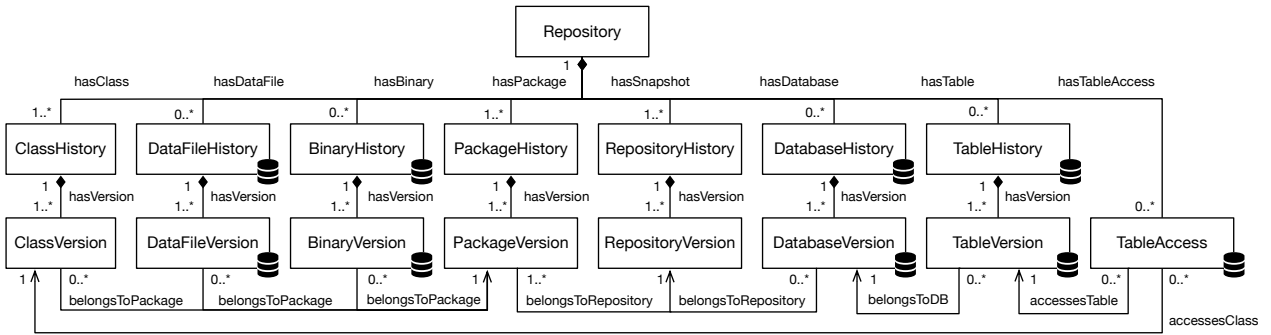 Repository
1
hasClass hasDataFile hasBinary hasPackage hasSnapshot hasDatabase hasTable hasTableAccess
1..* 0..* 0..* 1..* 1..* 0..* 0..*
ClassHistory DataFileHistory BinaryHistory PackageHistory RepositoryHistory DatabaseHistory TableHistory
1 1 1 1 1 1 1
hasVersion hasVersion hasVersion hasVersion hasVersion hasVersion hasVersion
1..* 1..* 1..* 1..* 1..* 1..* 1..* 0..*
ClassVersion DataFileVersion BinaryVersion PackageVersion RepositoryVersion DatabaseVersion TableVersion TableAccess
1 0..* 0..* 0..* 1 1..* 1 0..* 1 0..* 1 0..* 0..*
belongsToPackage belongsToPackage belongsToPackage belongsToRepository belongsToRepository belongsToDB accessesTable
accessesClass